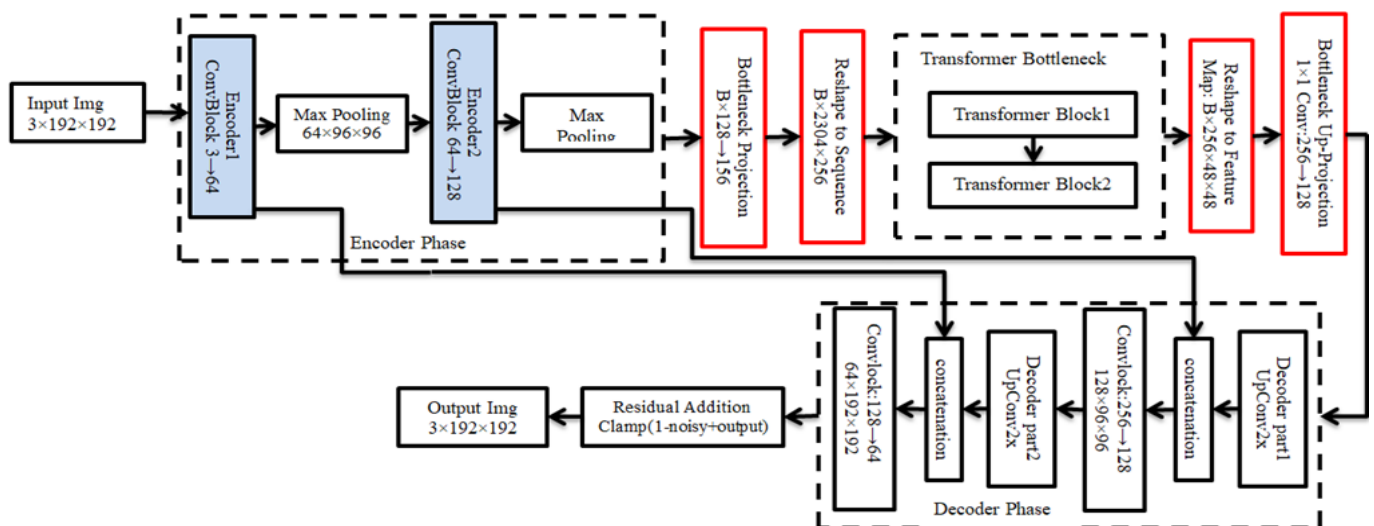 Input Img
3×192×192
Encoder1
ConvBlock 3→64
Max Pooling
64×96×96
Encoder2
ConvBlock 64→128
Max
Pooling
Encoder Phase
Bottleneck Projection
B×128→156
Reshape to Sequence
B×2304×256
Transformer Bottleneck
Transformer Block1
Transformer Block2
Reshape to Feature
Map: B×256×48×48
Bottleneck Up-Projection
1×1 Conv:256→128
Decoder part1
UpConv2x
concatenation
Convlock:256→128
128×96×96
Decoder part2
UpConv2x
concatenation
Convlock:128→64
64×192×192
Decoder Phase
Residual Addition
Clamp(1-noisy+output)
Output Img
3×192×192